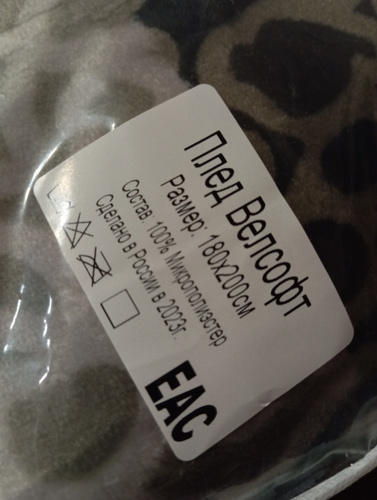 Плед Велсофт
Размер: 180х200см
Состав: 100% Микрополиэстер
Сделано в России в 2023г.
EAC